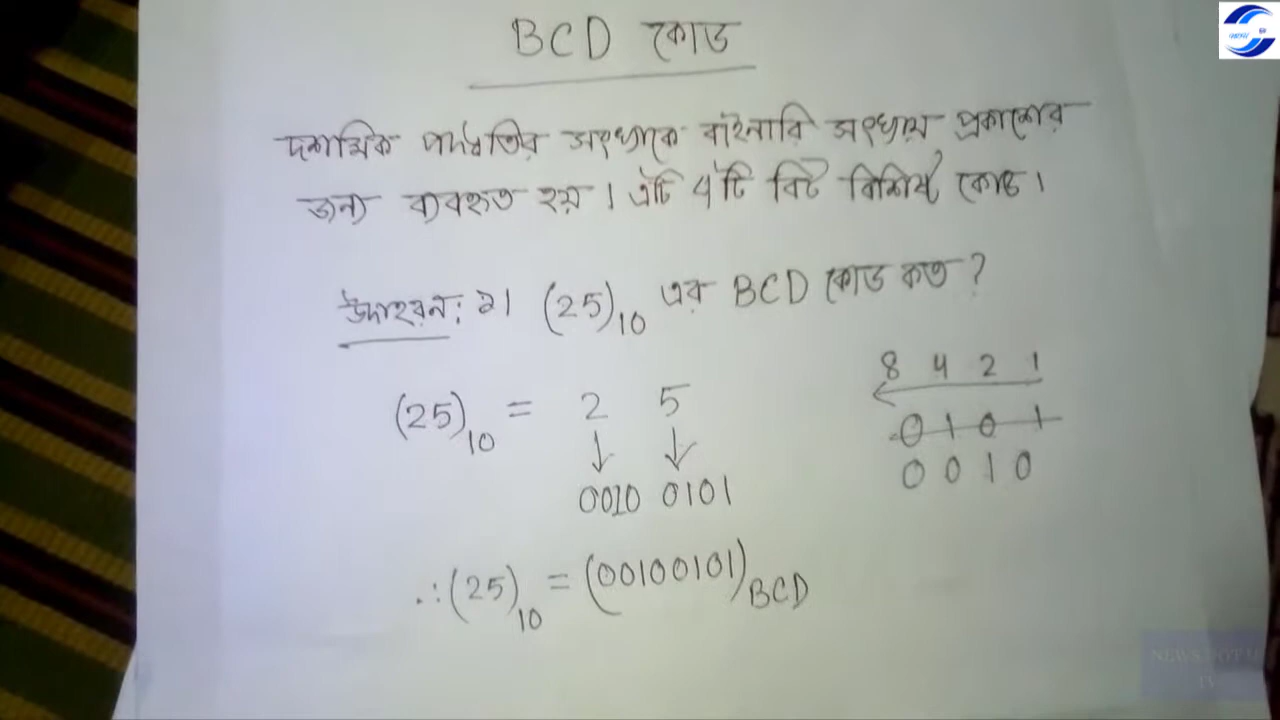 BCD কোড
দশমিক পদ্ধতির সংখ্যাকে বাইনারি সংখ্যায় প্রকাশের
জন্য ব্যবহৃত হয়। এটি ৪টি বিট বিশিষ্ট কোড।
উদাহরন: ১। (25)₁₀ এর BCD কোড কত?
8 4 2 1
(25)₁₀ = 2 5
0 1 0 1
0 0 1 0
↓ ↓
0010 0101
∴ (25)₁₀ = (00100101)BCD